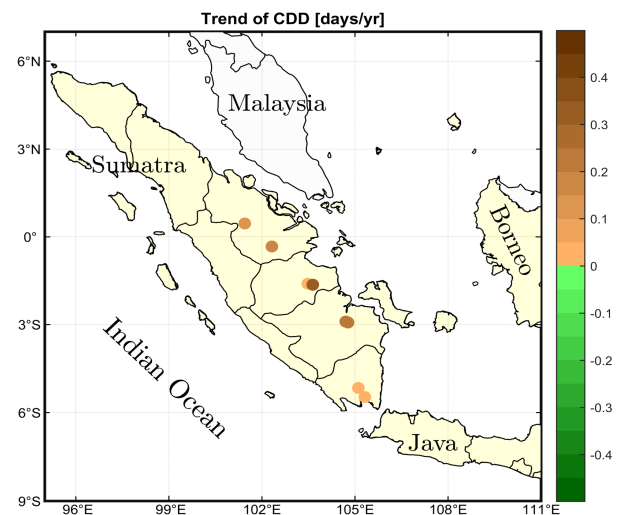 Trend of CDD [days/yr]
6°N
3°N
0°
3°S
6°S
9°S
96°E
99°E
102°E
105°E
108°E
111°E
Malaysia
Sumatra
Borneo
Indian Ocean
Java
0.4
0.3
0.2
0.1
0
-0.1
-0.2
-0.3
-0.4